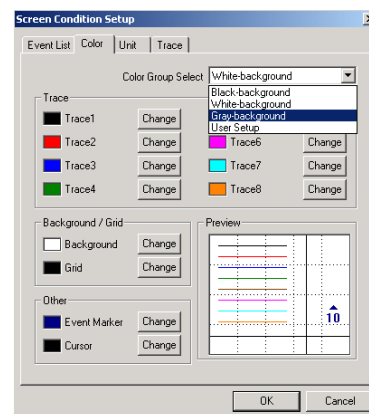 Screen Condition Setup
Event List Color Unit Trace
Color Group Select White-background
Black-background
White-background
Gray-background
User Setup
Trace
Trace1 Change
Trace2 Change Trace6 Change
Trace3 Change Trace7 Change
Trace4 Change Trace8 Change
Background / Grid Preview
Background Change
Grid Change
Other
Event Marker Change
Cursor Change
10
OK Cancel